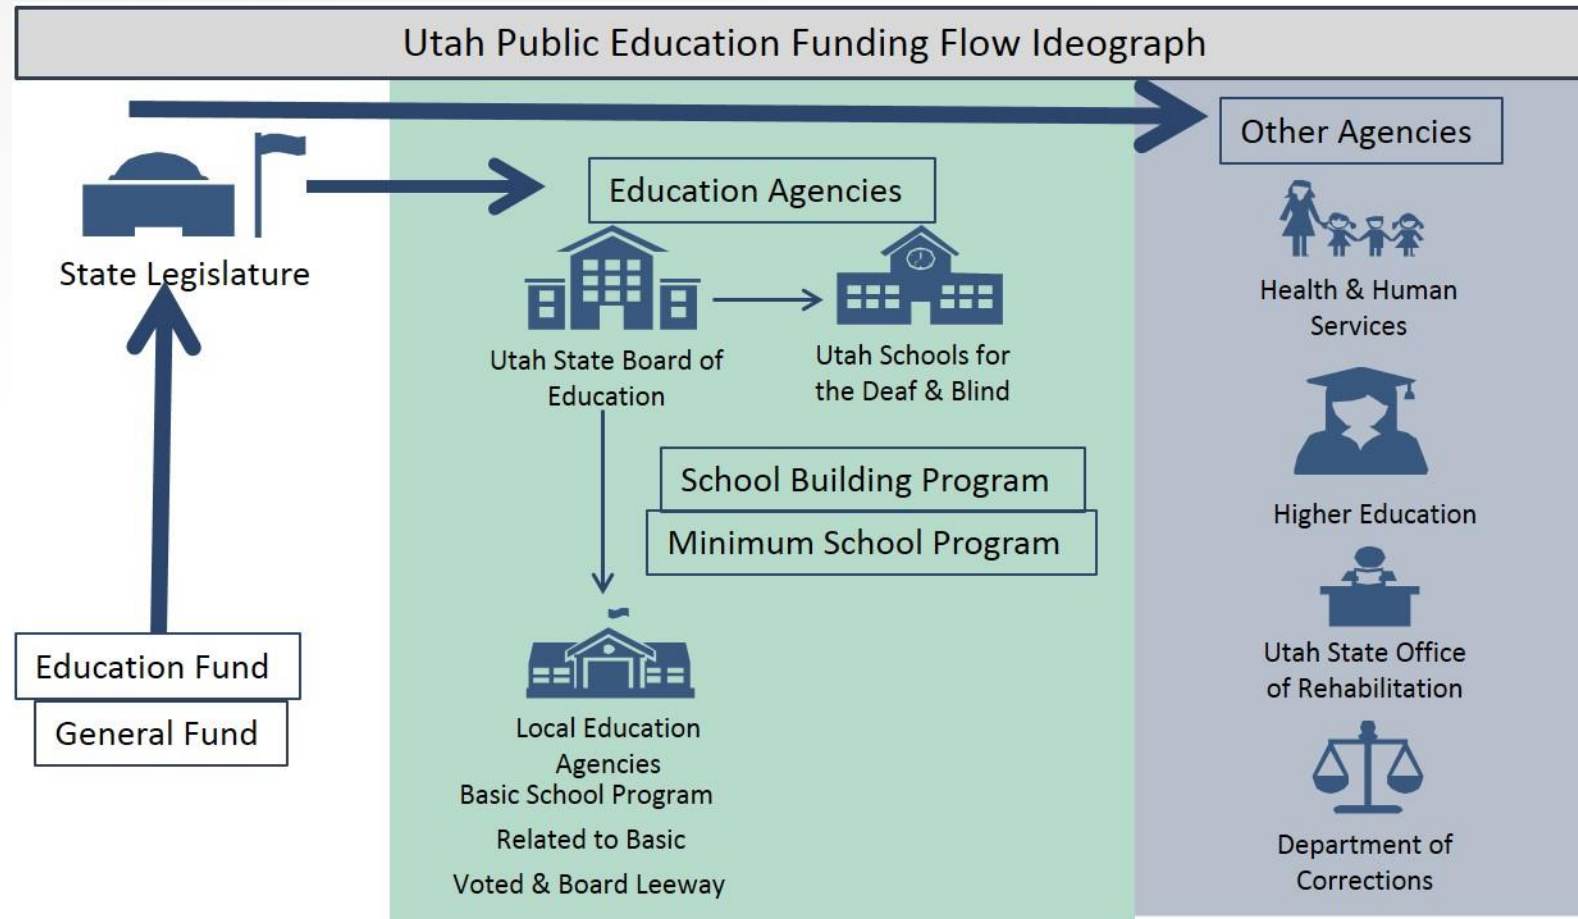 Utah Public Education Funding Flow Ideograph
State Legislature
Education Fund
General Fund
Education Agencies
Utah State Board of
Education
Utah Schools for
the Deaf & Blind
School Building Program
Minimum School Program
Local Education
Agencies
Basic School Program
Related to Basic
Voted & Board Leeway
Other Agencies
Health & Human
Services
Higher Education
Utah State Office
of Rehabilitation
Department of
Corrections